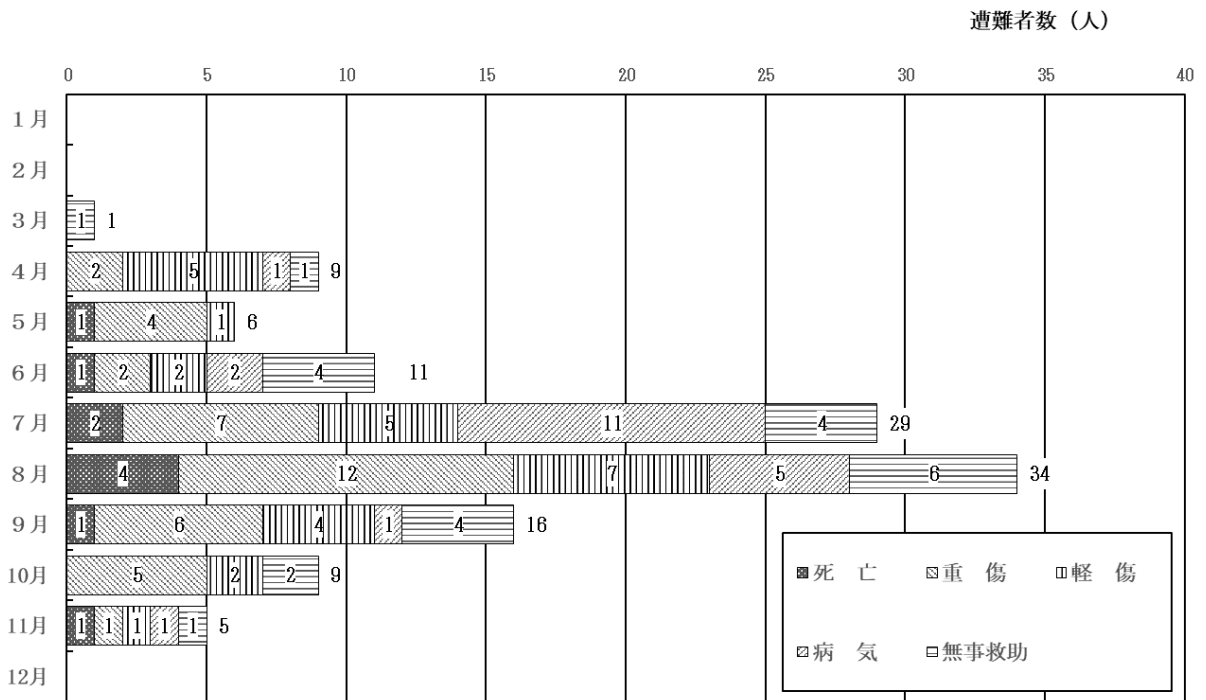 遭難者数（人）
0 5 10 15 20 25 30 35 40
1月
2月
3月 1 1
4月 2 5 1 1 9
5月 1 4 1 6
6月 1 2 2 2 4 11
7月 2 7 5 11 4 29
8月 4 12 7 5 6 34
9月 1 6 4 1 4 16
10月 5 2 2 9
11月 1 1 1 1 1 5
12月
死　亡 重　傷 軽　傷
病　気 無事救助